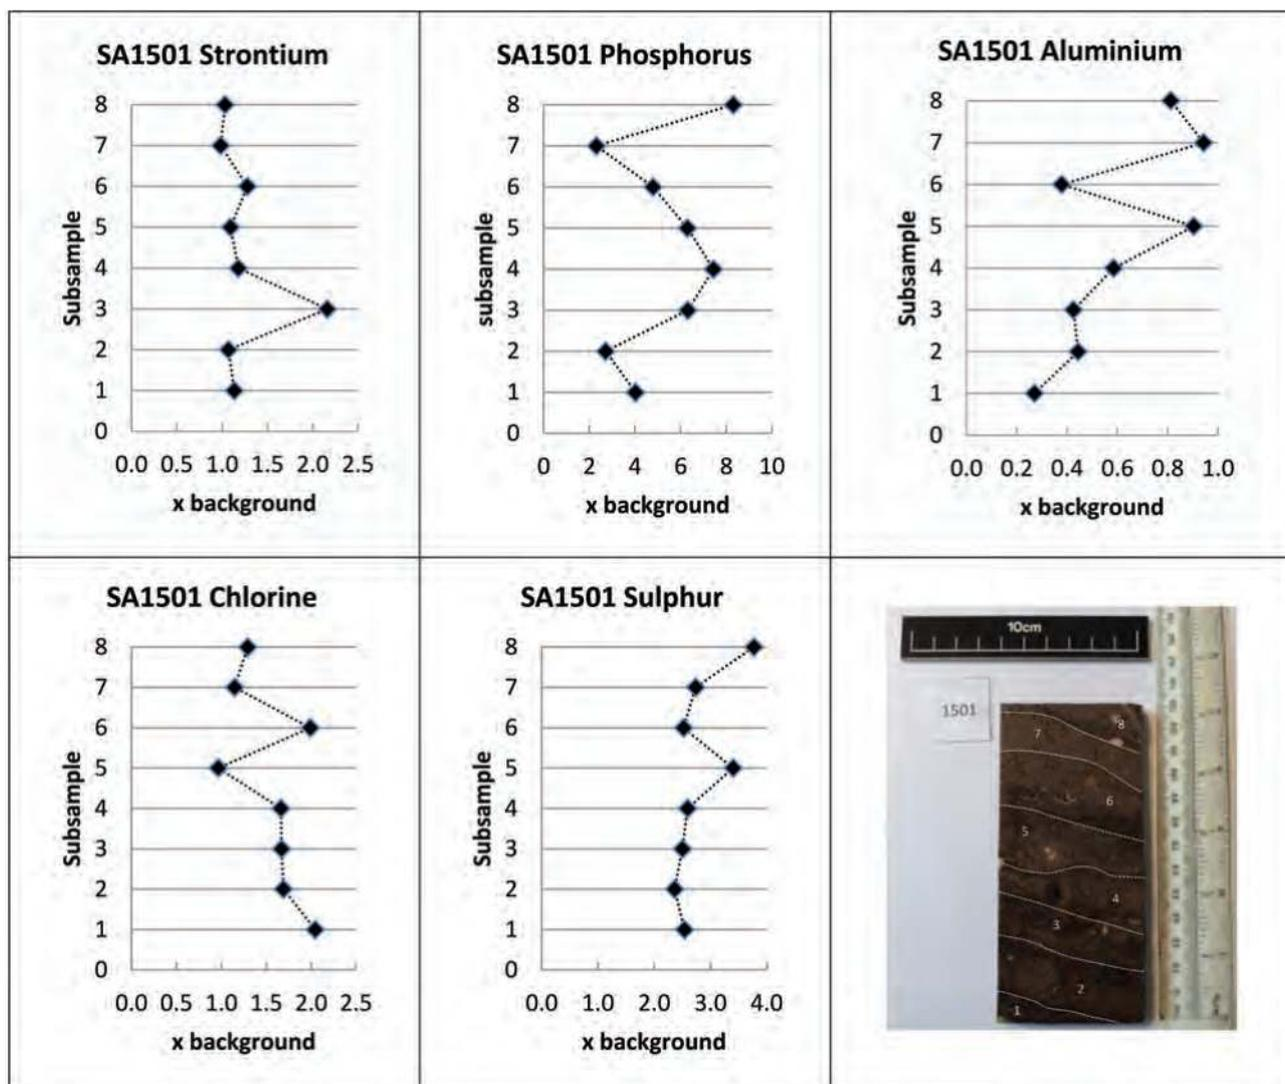 SA1501 Strontium
8
7
6
5
4
3
2
1
0
Subsample
0.0 0.5 1.0 1.5 2.0 2.5
x background
SA1501 Phosphorus
8
7
6
5
4
3
2
1
0
subsample
0 2 4 6 8 10
x background
SA1501 Aluminium
8
7
6
5
4
3
2
1
0
Subsample
0.0 0.2 0.4 0.6 0.8 1.0
x background
SA1501 Chlorine
8
7
6
5
4
3
2
1
0
Subsample
0.0 0.5 1.0 1.5 2.0 2.5
x background
SA1501 Sulphur
8
7
6
5
4
3
2
1
0
Subsample
0.0 1.0 2.0 3.0 4.0
x background
10cm
1501
8
7
6
5
4
3
2
1